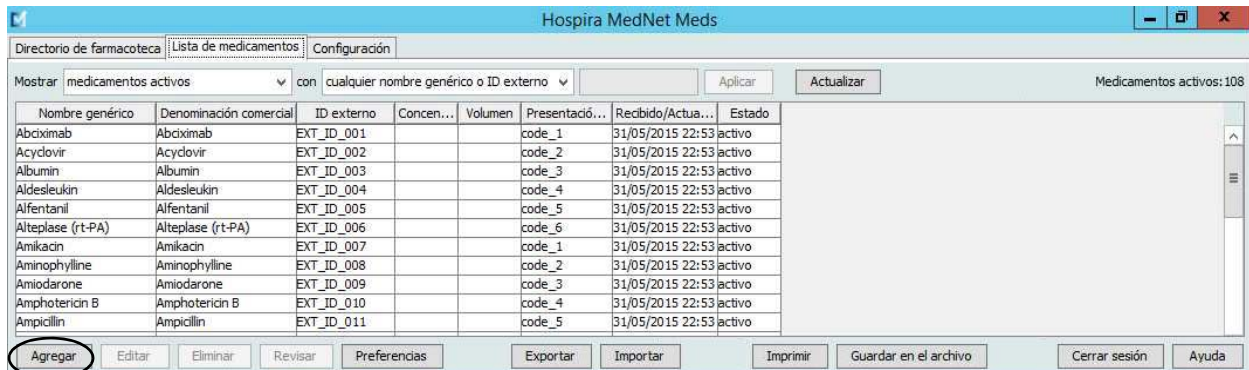 Hospira MedNet Meds
Directorio de farmacoteca Lista de medicamentos Configuración
Mostrar medicamentos activos con cualquier nombre genérico o ID externo Aplicar Actualizar Medicamentos activos:108
Nombre genérico Denominación comercial ID externo Concen... Volumen Presentació... Recibido/Actua... Estado
Abciximab Abciximab EXT_ID_001 code_1 31/05/2015 22:53 activo
Acyclovir Acyclovir EXT_ID_002 code_2 31/05/2015 22:53 activo
Albumin Albumin EXT_ID_003 code_3 31/05/2015 22:53 activo
Aldesleukin Aldesleukin EXT_ID_004 code_4 31/05/2015 22:53 activo
Alfentanil Alfentanil EXT_ID_005 code_5 31/05/2015 22:53 activo
Alteplase (rt-PA) Alteplase (rt-PA) EXT_ID_006 code_6 31/05/2015 22:53 activo
Amikacin Amikacin EXT_ID_007 code_1 31/05/2015 22:53 activo
Aminophylline Aminophylline EXT_ID_008 code_2 31/05/2015 22:53 activo
Amiodarone Amiodarone EXT_ID_009 code_3 31/05/2015 22:53 activo
Amphotericin B Amphotericin B EXT_ID_010 code_4 31/05/2015 22:53 activo
Ampicillin Ampicillin EXT_ID_011 code_5 31/05/2015 22:53 activo
Agregar Editar Eliminar Revisar Preferencias Exportar Importar Imprimir Guardar en el archivo Cerrar sesión Ayuda